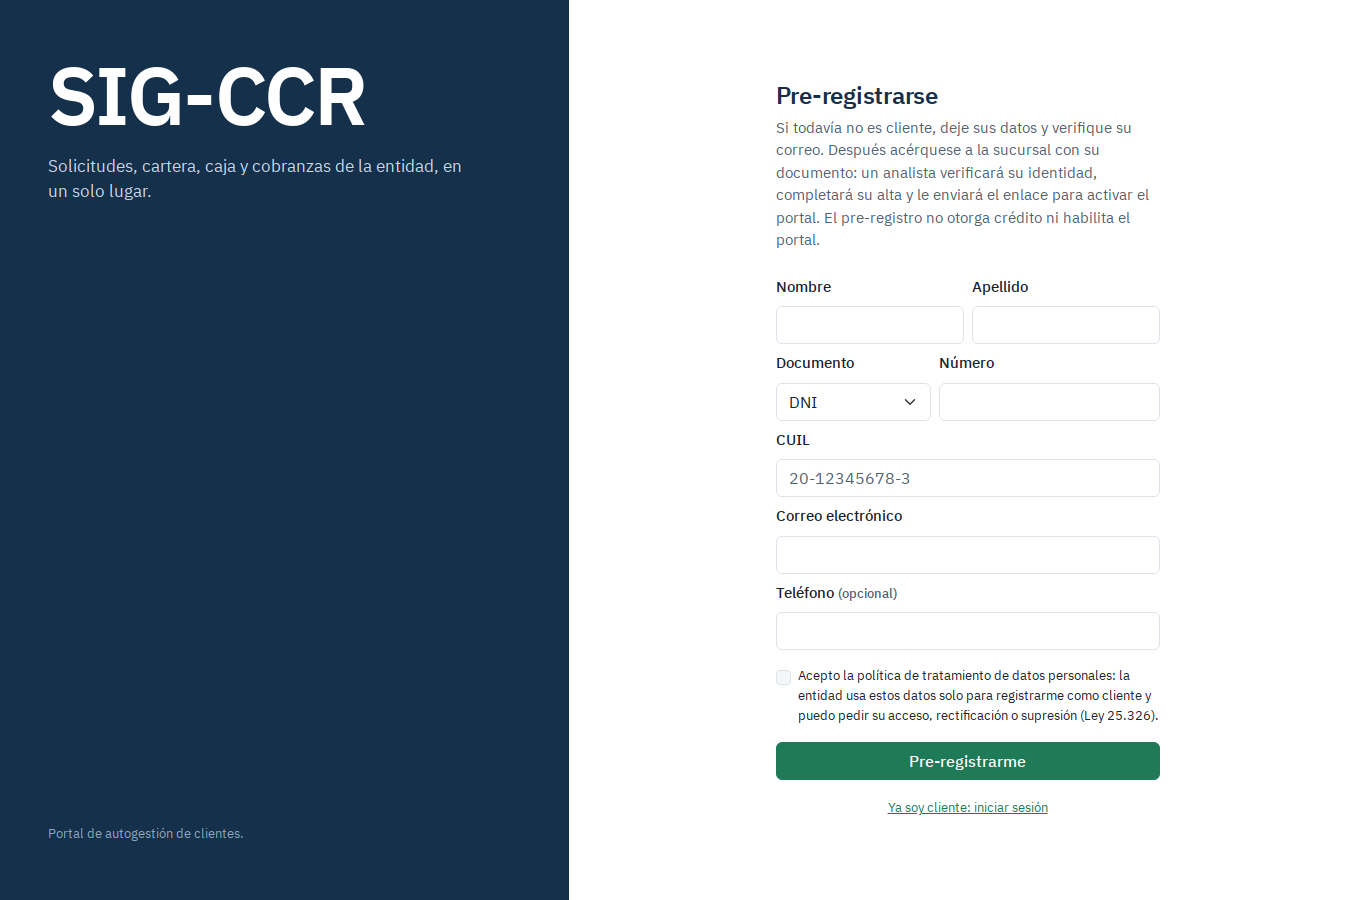 SIG-CCR
Solicitudes, cartera, caja y cobranzas de la entidad, en
un solo lugar.
Portal de autogestión de clientes.
Pre-registrarse
Si todavía no es cliente, deje sus datos y verifique su
correo. Después acérquese a la sucursal con su
documento: un analista verificará su identidad,
completará su alta y le enviará el enlace para activar el
portal. El pre-registro no otorga crédito ni habilita el
portal.
Nombre
Apellido
Documento
Número
DNI
CUIL
20-12345678-3
Correo electrónico
Teléfono (opcional)
Acepto la política de tratamiento de datos personales: la
entidad usa estos datos solo para registrarme como cliente y
puedo pedir su acceso, rectificación o supresión (Ley 25.326).
Pre-registrarme
Ya soy cliente: iniciar sesión